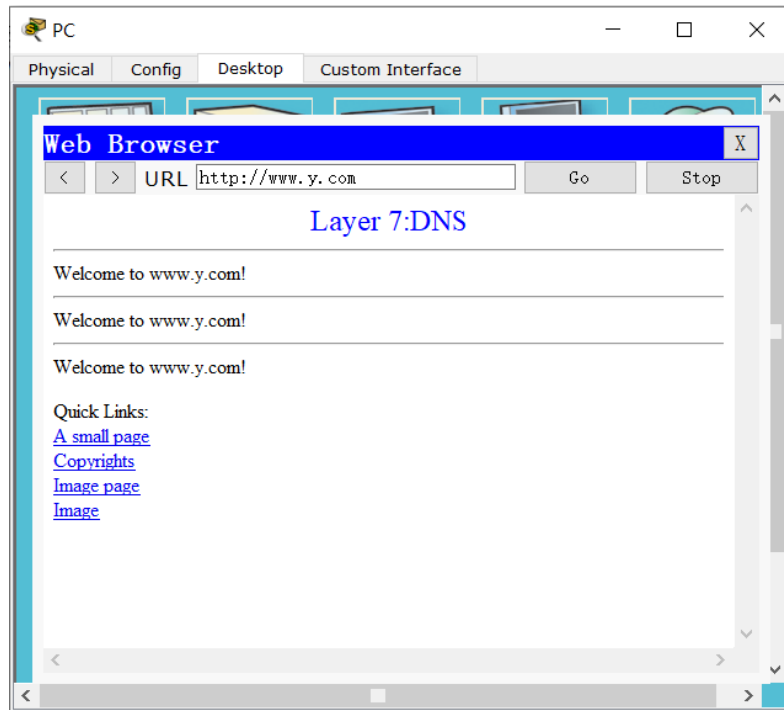 PC
Physical Config Desktop Custom Interface
Web Browser X
< > URL http://www.y.com Go Stop
Layer 7:DNS
Welcome to www.y.com!
Welcome to www.y.com!
Welcome to www.y.com!
Quick Links:
A small page
Copyrights
Image page
Image